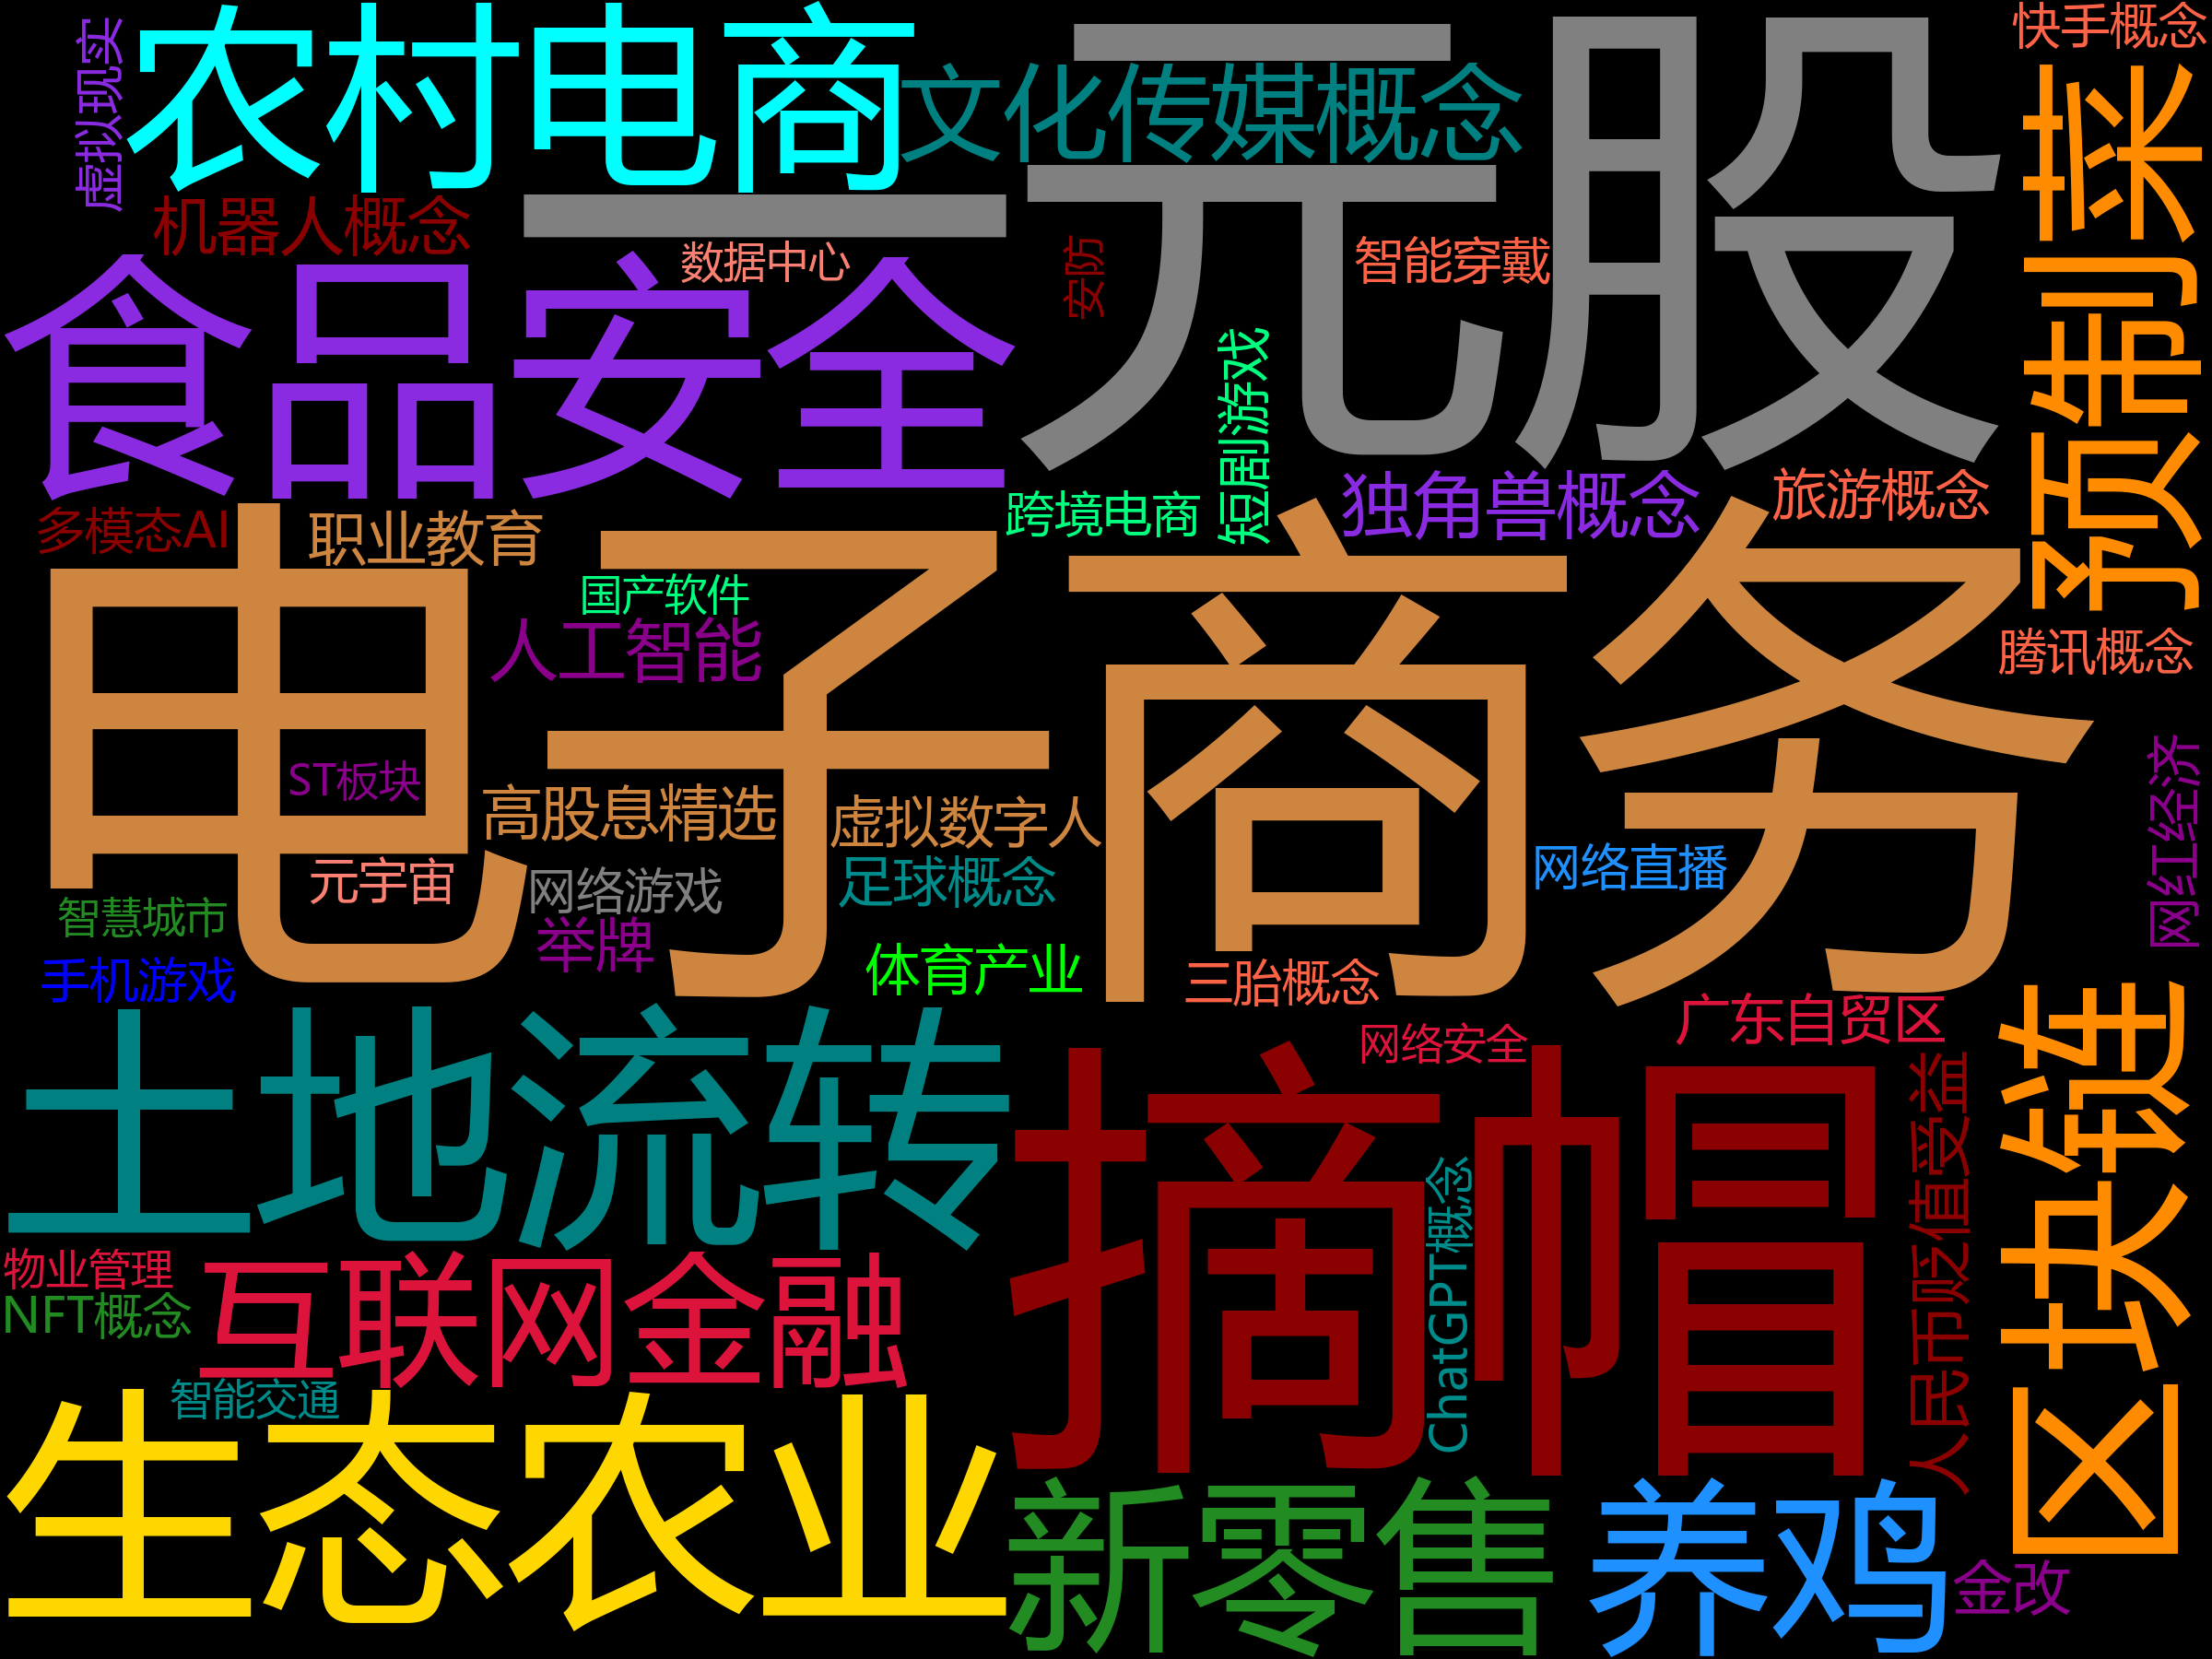 虚拟现实
农村电商
一元股
文化传媒概念
快手概念
预制菜
机器人概念
数据中心
安防
智能穿戴
食品安全
短剧游戏
跨境电商
独角兽概念
旅游概念
多模态AI
职业教育
国产软件
人工智能
电子商务
腾讯概念
ST板块
高股息精选
虚拟数字人
网红经济
元宇宙
网络游戏
足球概念
网络直播
智慧城市
举牌
手机游戏
体育产业
三胎概念
广东自贸区
土地流转
网络安全
摘帽
人民币贬值受益
区块链
物业管理
NFT概念
互联网金融
ChatGPT概念
智能交通
生态农业
新零售
养鸡
金改